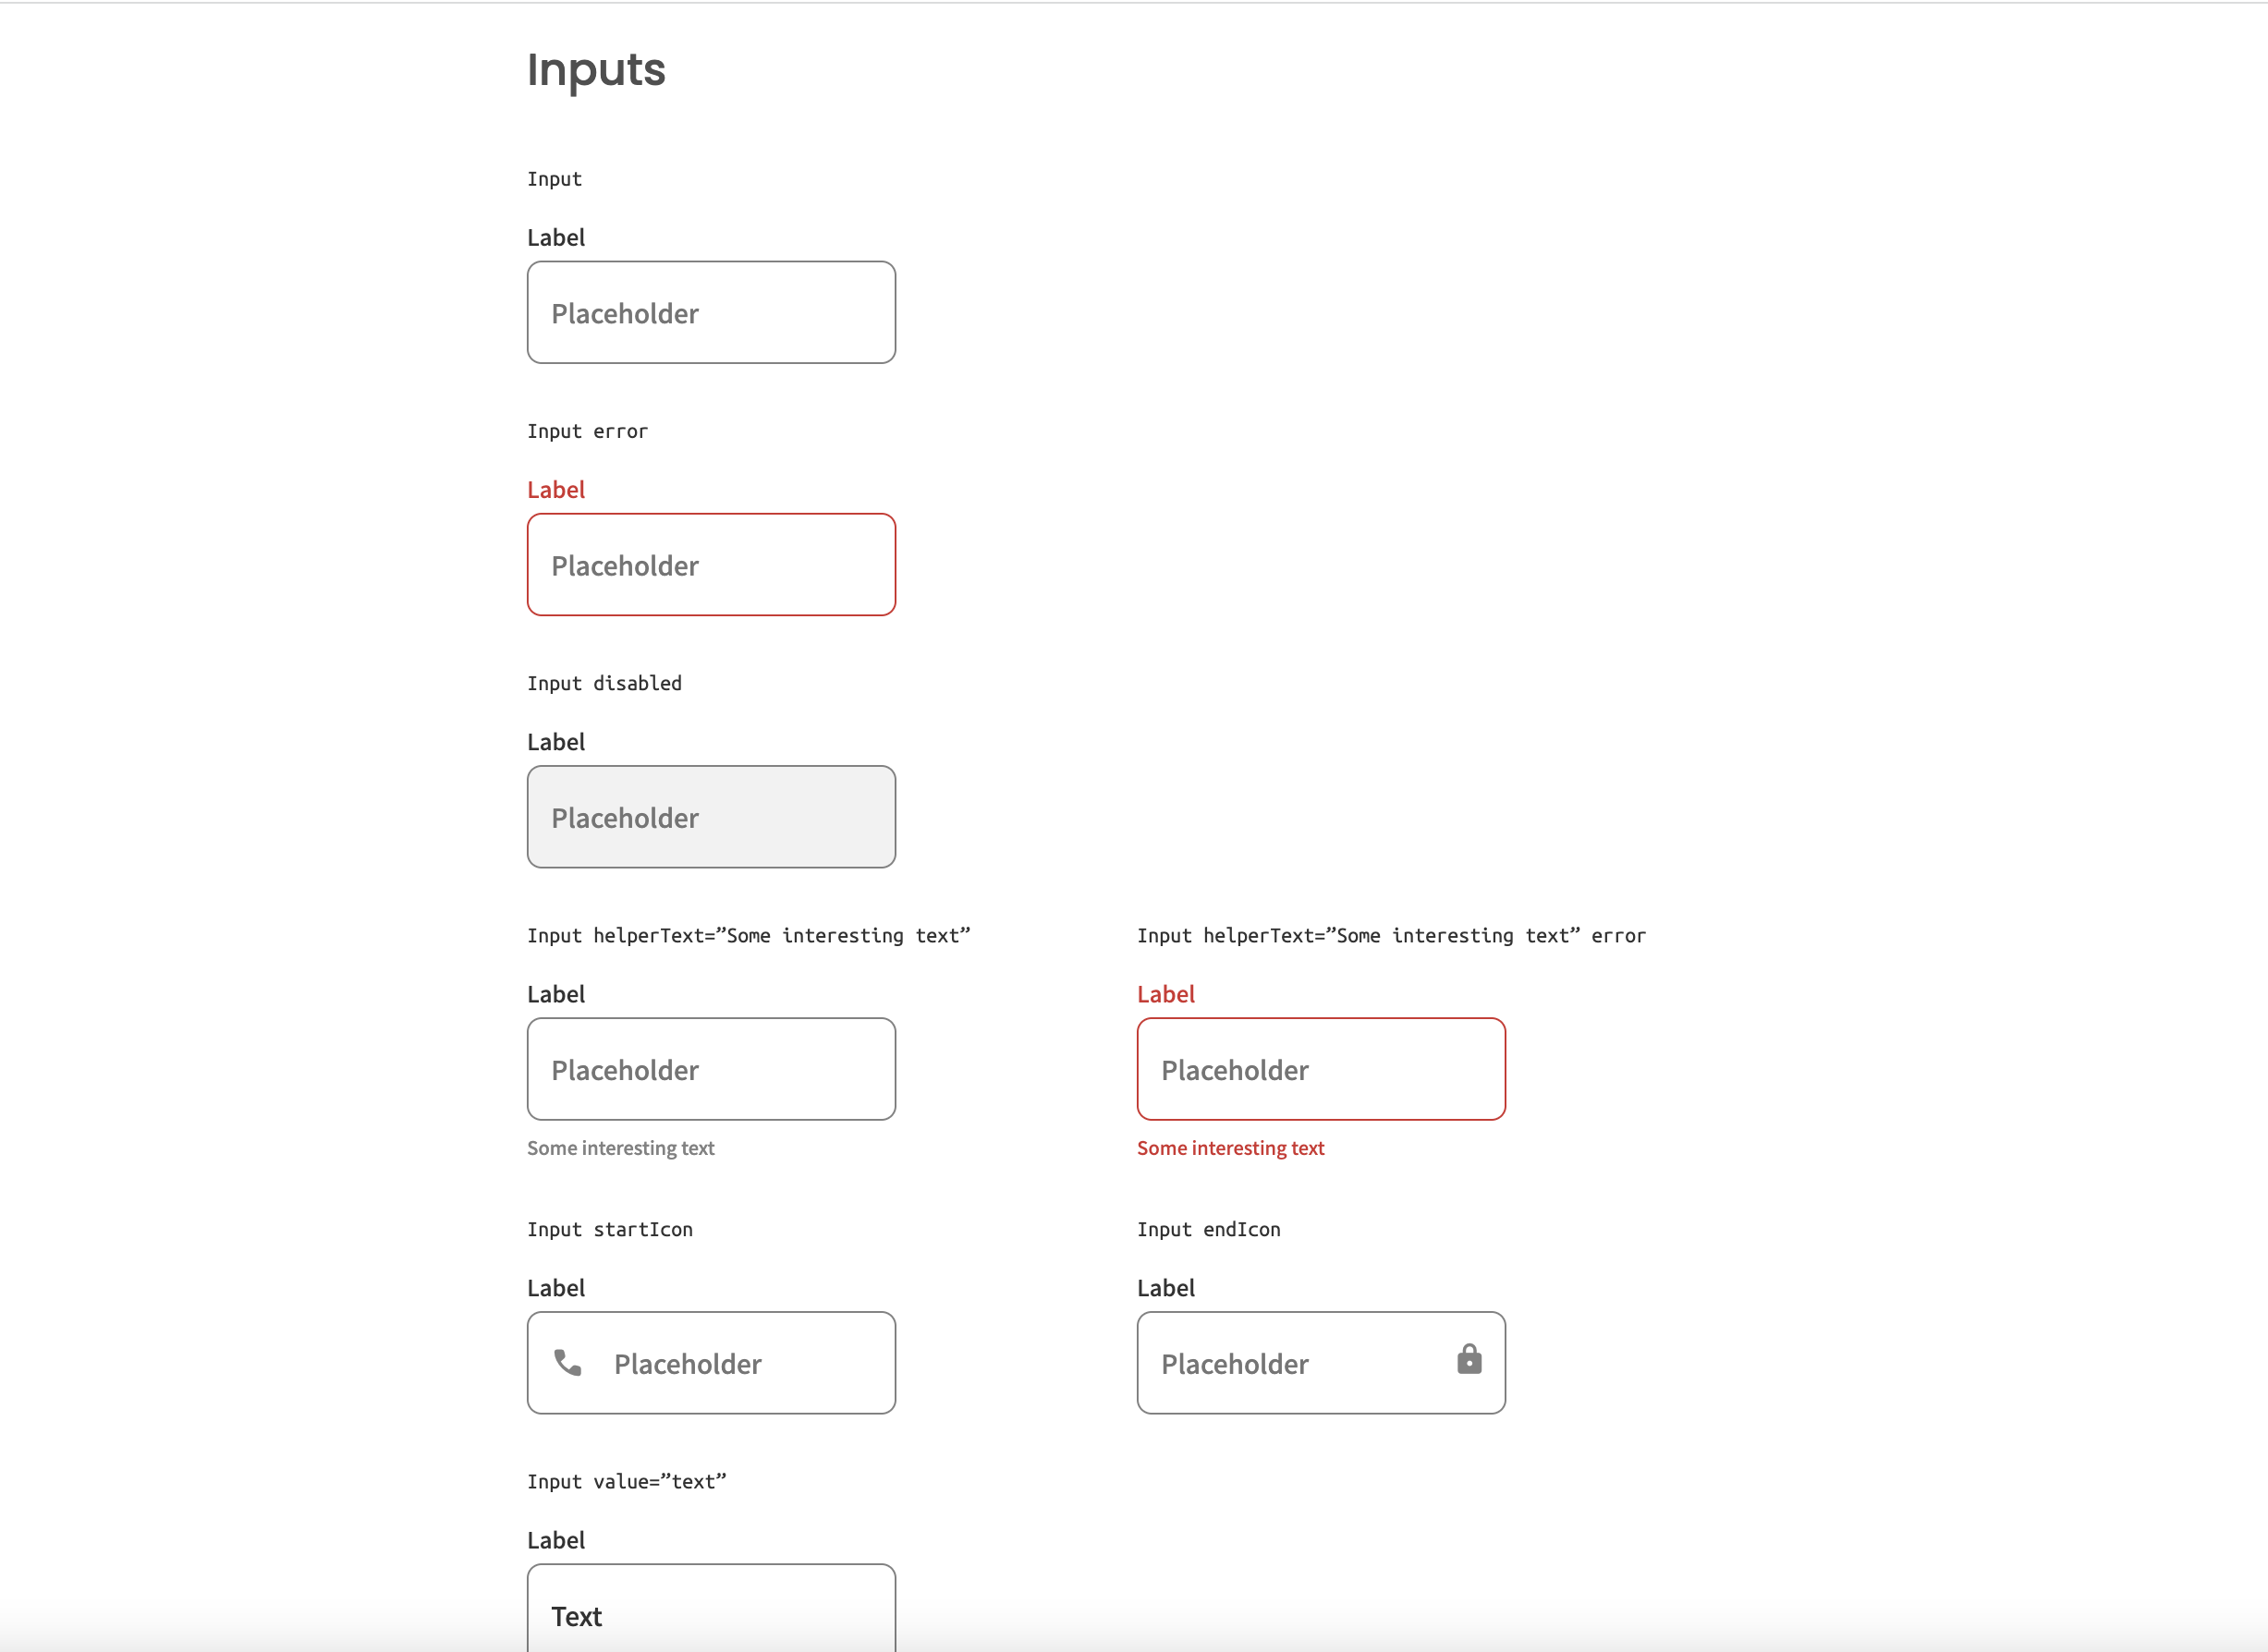 Inputs
Input
Label
Placeholder
Input error
Label
Placeholder
Input disabled
Label
Placeholder
Input helperText=”Some interesting text”
Label
Placeholder
Some interesting text
Input helperText=”Some interesting text” error
Label
Placeholder
Some interesting text
Input startIcon
Label
Placeholder
Input endIcon
Label
Placeholder
Input value=”text”
Label
Text